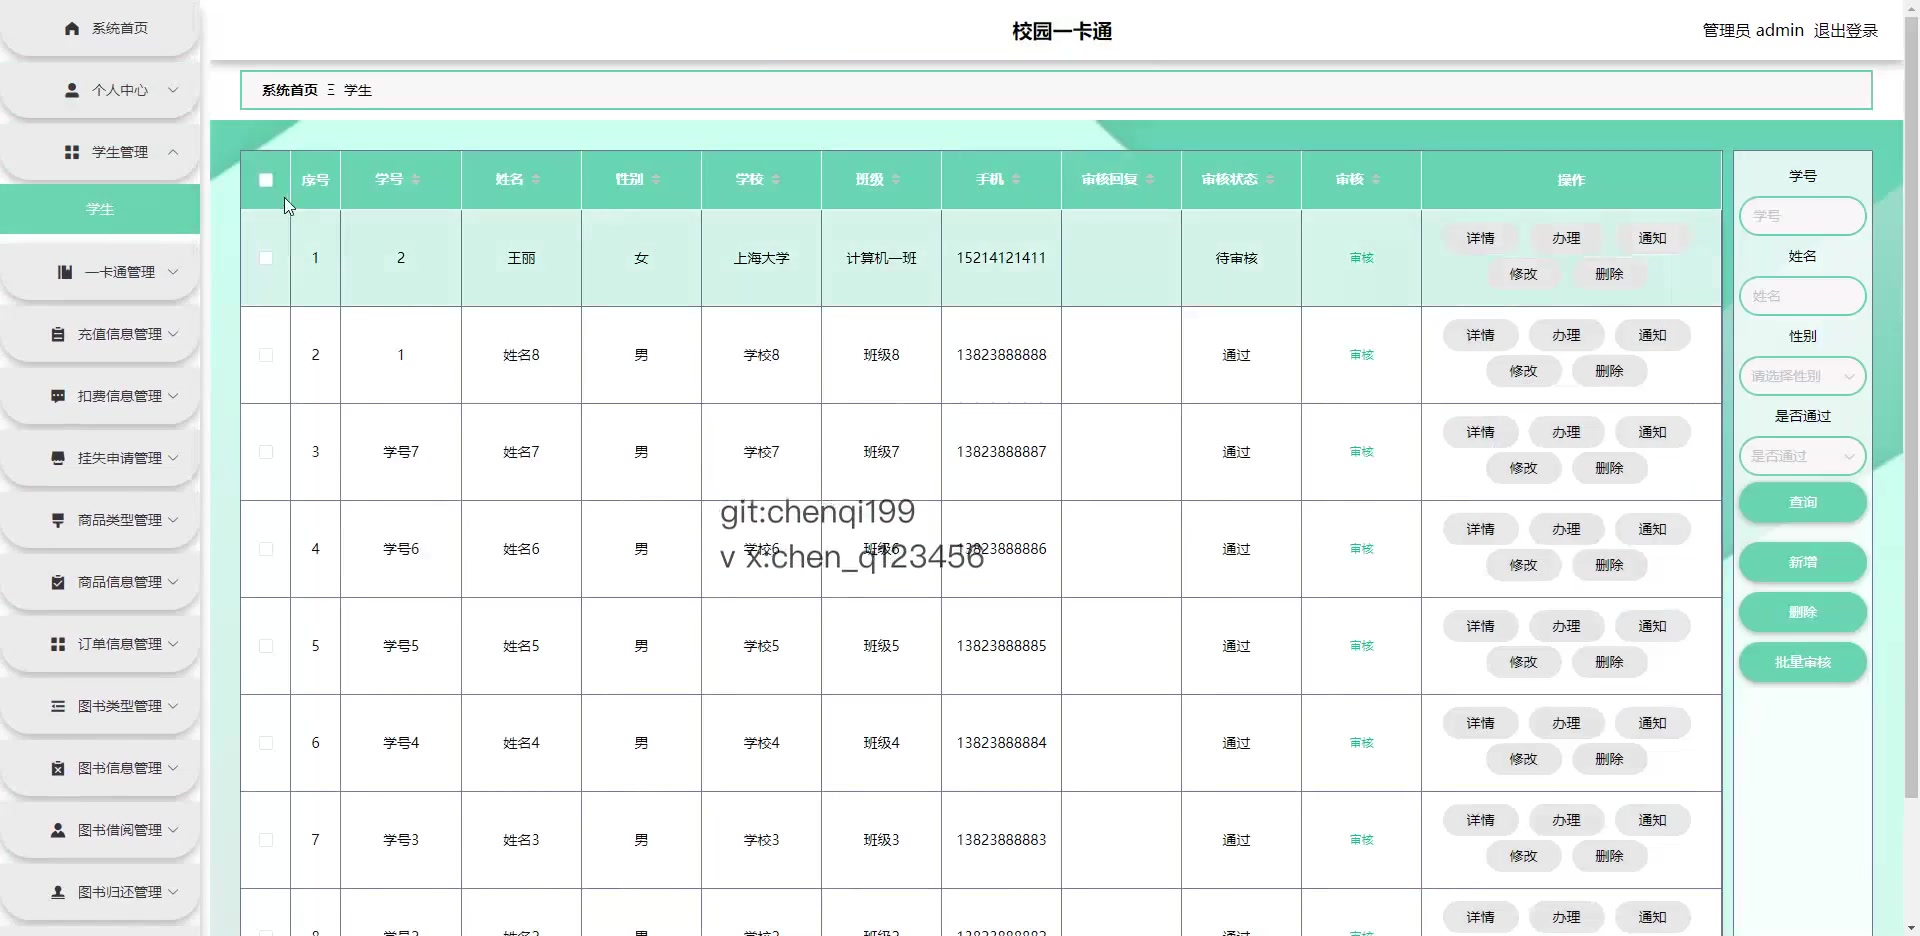 系统首页
个人中心
学生管理
学生
一卡通管理
充值信息管理
扣费信息管理
挂失申请管理
商品类型管理
商品信息管理
订单信息管理
图书类型管理
图书信息管理
图书借阅管理
图书归还管理
校园一卡通
管理员 admin 退出登录
系统首页 Ξ 学生
序号 学号 姓名 性别 学校 班级 手机 审核回复 审核状态 审核 操作
1 2 王丽 女 上海大学 计算机一班 15214121411 待审核 审核 详情 办理 通知
修改 删除
2 1 姓名8 男 学校8 班级8 13823888888 通过 审核 详情 办理 通知
修改 删除
3 学号7 姓名7 男 学校7 班级7 13823888887 通过 审核 详情 办理 通知
修改 删除
git:chenqi199
4 学号6 姓名6 男 学校6 班级6 13823888886 通过 审核 详情 办理 通知
修改 删除
v x:chen_q123456
5 学号5 姓名5 男 学校5 班级5 13823888885 通过 审核 详情 办理 通知
修改 删除
6 学号4 姓名4 男 学校4 班级4 13823888884 通过 审核 详情 办理 通知
修改 删除
7 学号3 姓名3 男 学校3 班级3 13823888883 通过 审核 详情 办理 通知
修改 删除
详情 办理 通知
学号
学号
姓名
姓名
性别
请选择性别
是否通过
是否通过
查询
新增
删除
批量审核